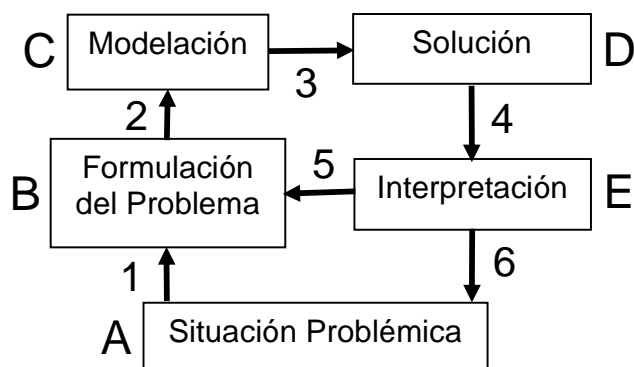 C
Modelación
3
Solución
D
2
4
B
Formulación
del Problema
5
Interpretación
E
1
6
A
Situación Problémica